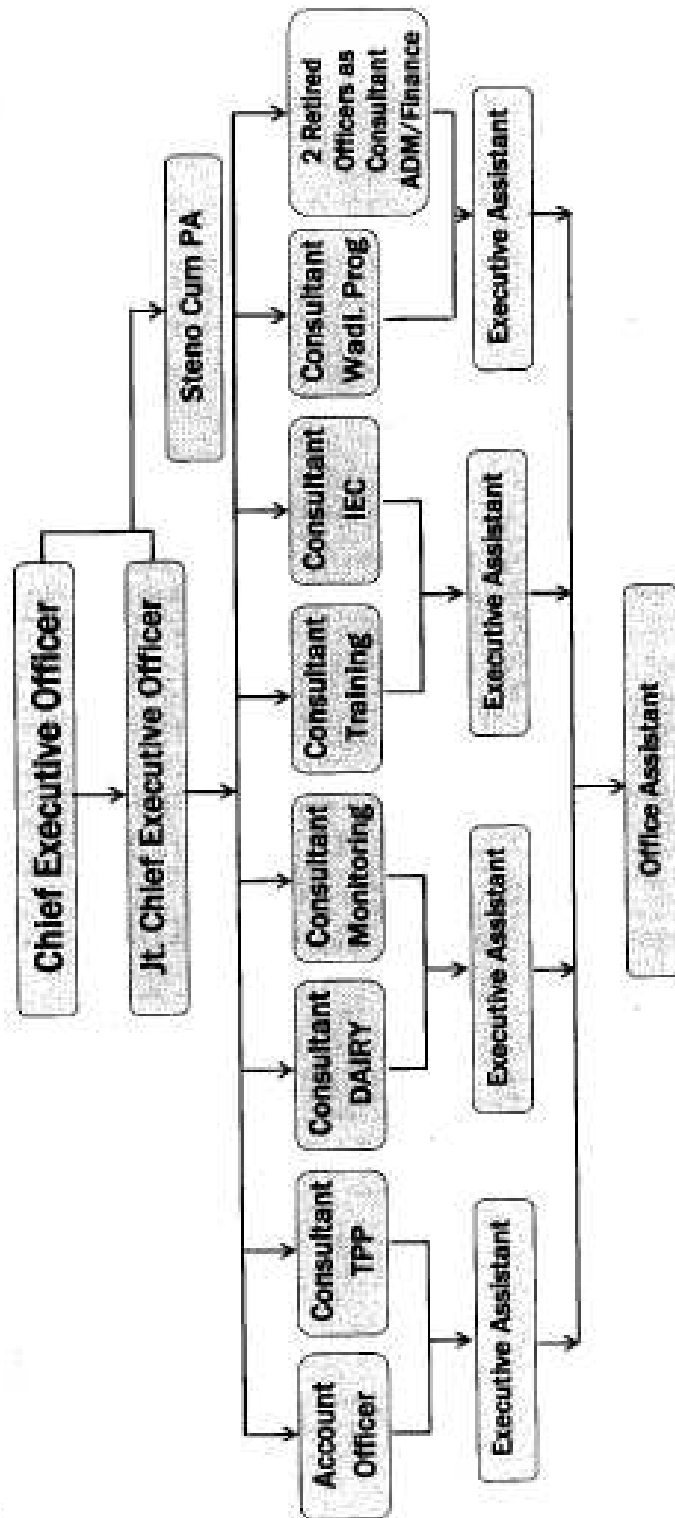 Chief Executive Officer
Jt. Chief Executive Officer
Steno Cum PA
Account
Officer
Consultant
TPP
Consultant
DAIRY
Consultant
Monitoring
Consultant
Training
Consultant
IEC
Consultant
Wadi. Prog
2 Retired
Officers as
Consultant
ADM/Finance
Executive Assistant
Executive Assistant
Executive Assistant
Executive Assistant
Office Assistant